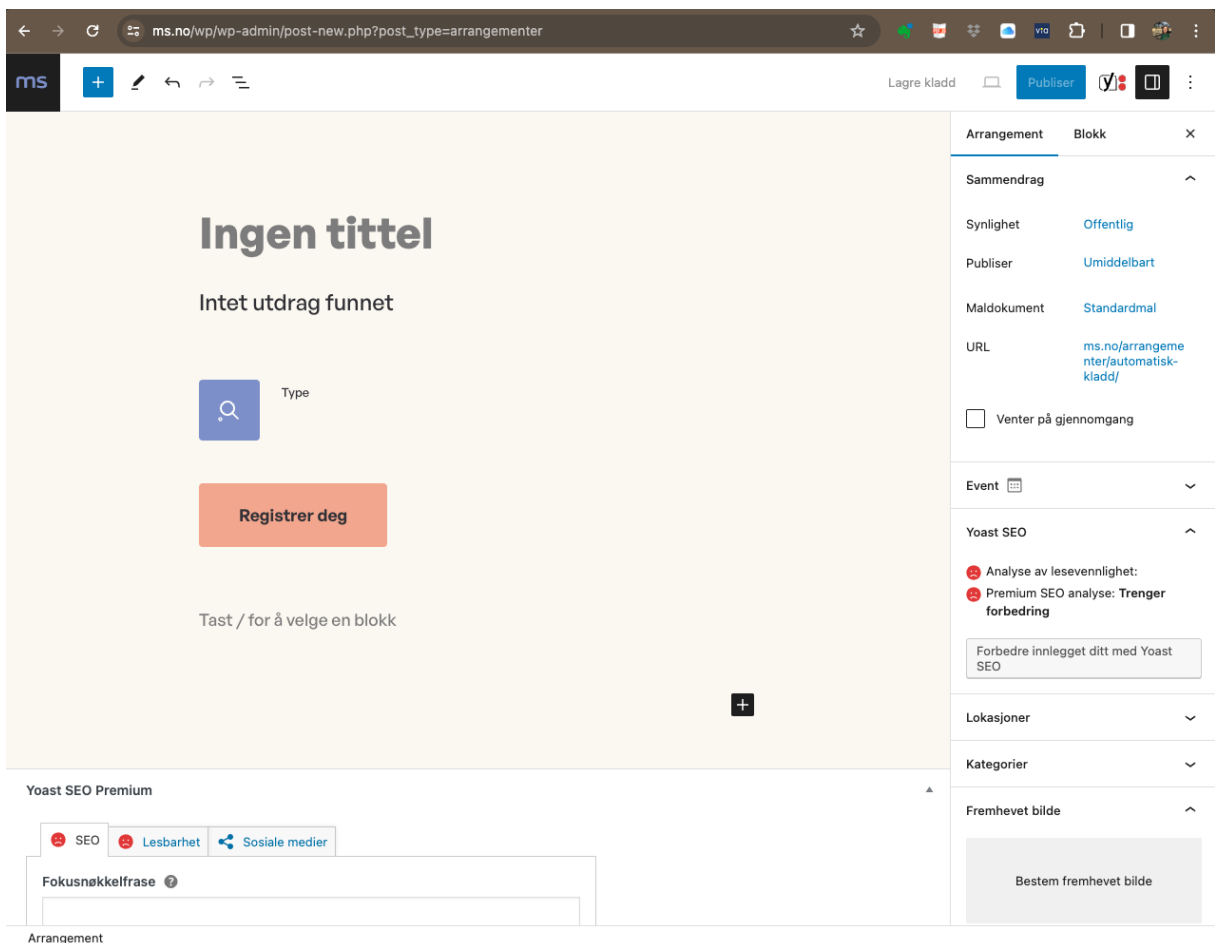 ms.no/wp/wp-admin/post-new.php?post_type=arrangementer
vta
ms
Lagre kladd
Publiser
Arrangement
Blokk
Sammendrag
Synlighet
Offentlig
Publiser
Umiddelbart
Maldokument
Standardmal
URL
ms.no/arrangeme
nter/automatisk-
kladd/
Venter på gjennomgang
Event
Yoast SEO
Analyse av lesevennlighet:
Premium SEO analyse: Trenger
forbedring
Forbedre innlegget ditt med Yoast
SEO
Lokasjoner
Kategorier
Fremhevet bilde
Bestem fremhevet bilde
Ingen tittel
Intet utdrag funnet
Type
Registrer deg
Tast / for å velge en blokk
Yoast SEO Premium
SEO
Lesbarhet
Sosiale medier
Fokusnøkkelfrase
Arrangement